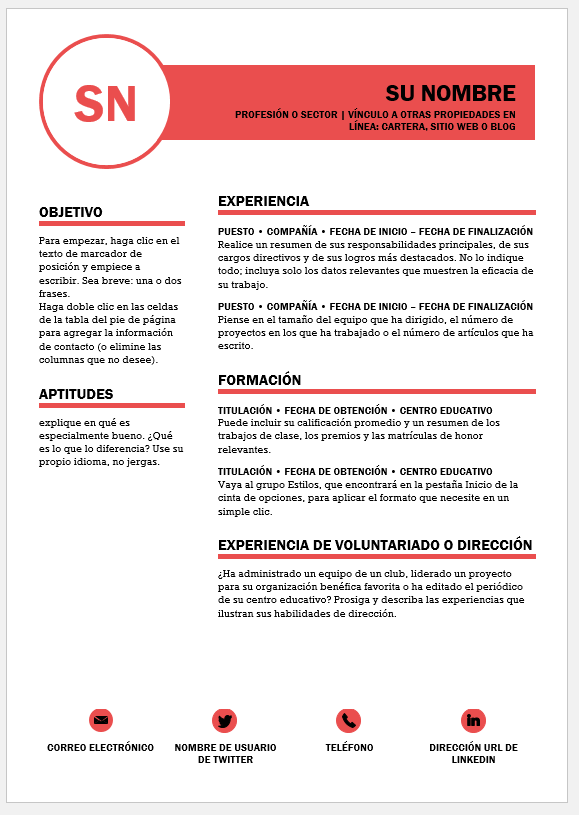 SN
SU NOMBRE
PROFESIÓN O SECTOR | VÍNCULO A OTRAS PROPIEDADES EN
LÍNEA: CARTERA, SITIO WEB O BLOG
OBJETIVO
Para empezar, haga clic en el
texto de marcador de
posición y empiece a
escribir. Sea breve: una o dos
frases.
Haga doble clic en las celdas
de la tabla del pie de página
para agregar la información
de contacto (o elimine las
columnas que no desee).
APTITUDES
explique en qué es
especialmente bueno. ¿Qué
es lo que lo diferencia? Use su
propio idioma, no jergas.
EXPERIENCIA
PUESTO • COMPAÑÍA • FECHA DE INICIO – FECHA DE FINALIZACIÓN
Realice un resumen de sus responsabilidades principales, de sus
cargos directivos y de sus logros más destacados. No lo indique
todo; incluya solo los datos relevantes que muestren la eficacia de
su trabajo.
PUESTO • COMPAÑÍA • FECHA DE INICIO – FECHA DE FINALIZACIÓN
Piense en el tamaño del equipo que ha dirigido, el número de
proyectos en los que ha trabajado o el número de artículos que ha
escrito.
FORMACIÓN
TITULACIÓN • FECHA DE OBTENCIÓN • CENTRO EDUCATIVO
Puede incluir su calificación promedio y un resumen de los
trabajos de clase, los premios y las matrículas de honor
relevantes.
TITULACIÓN • FECHA DE OBTENCIÓN • CENTRO EDUCATIVO
Vaya al grupo Estilos, que encontrará en la pestaña Inicio de la
cinta de opciones, para aplicar el formato que necesite en un
simple clic.
EXPERIENCIA DE VOLUNTARIADO O DIRECCIÓN
¿Ha administrado un equipo de un club, liderado un proyecto
para su organización benéfica favorita o ha editado el periódico
de su centro educativo? Prosiga y describa las experiencias que
ilustran sus habilidades de dirección.
CORREO ELECTRÓNICO
NOMBRE DE USUARIO
DE TWITTER
TELÉFONO
DIRECCIÓN URL DE
LINKEDIN